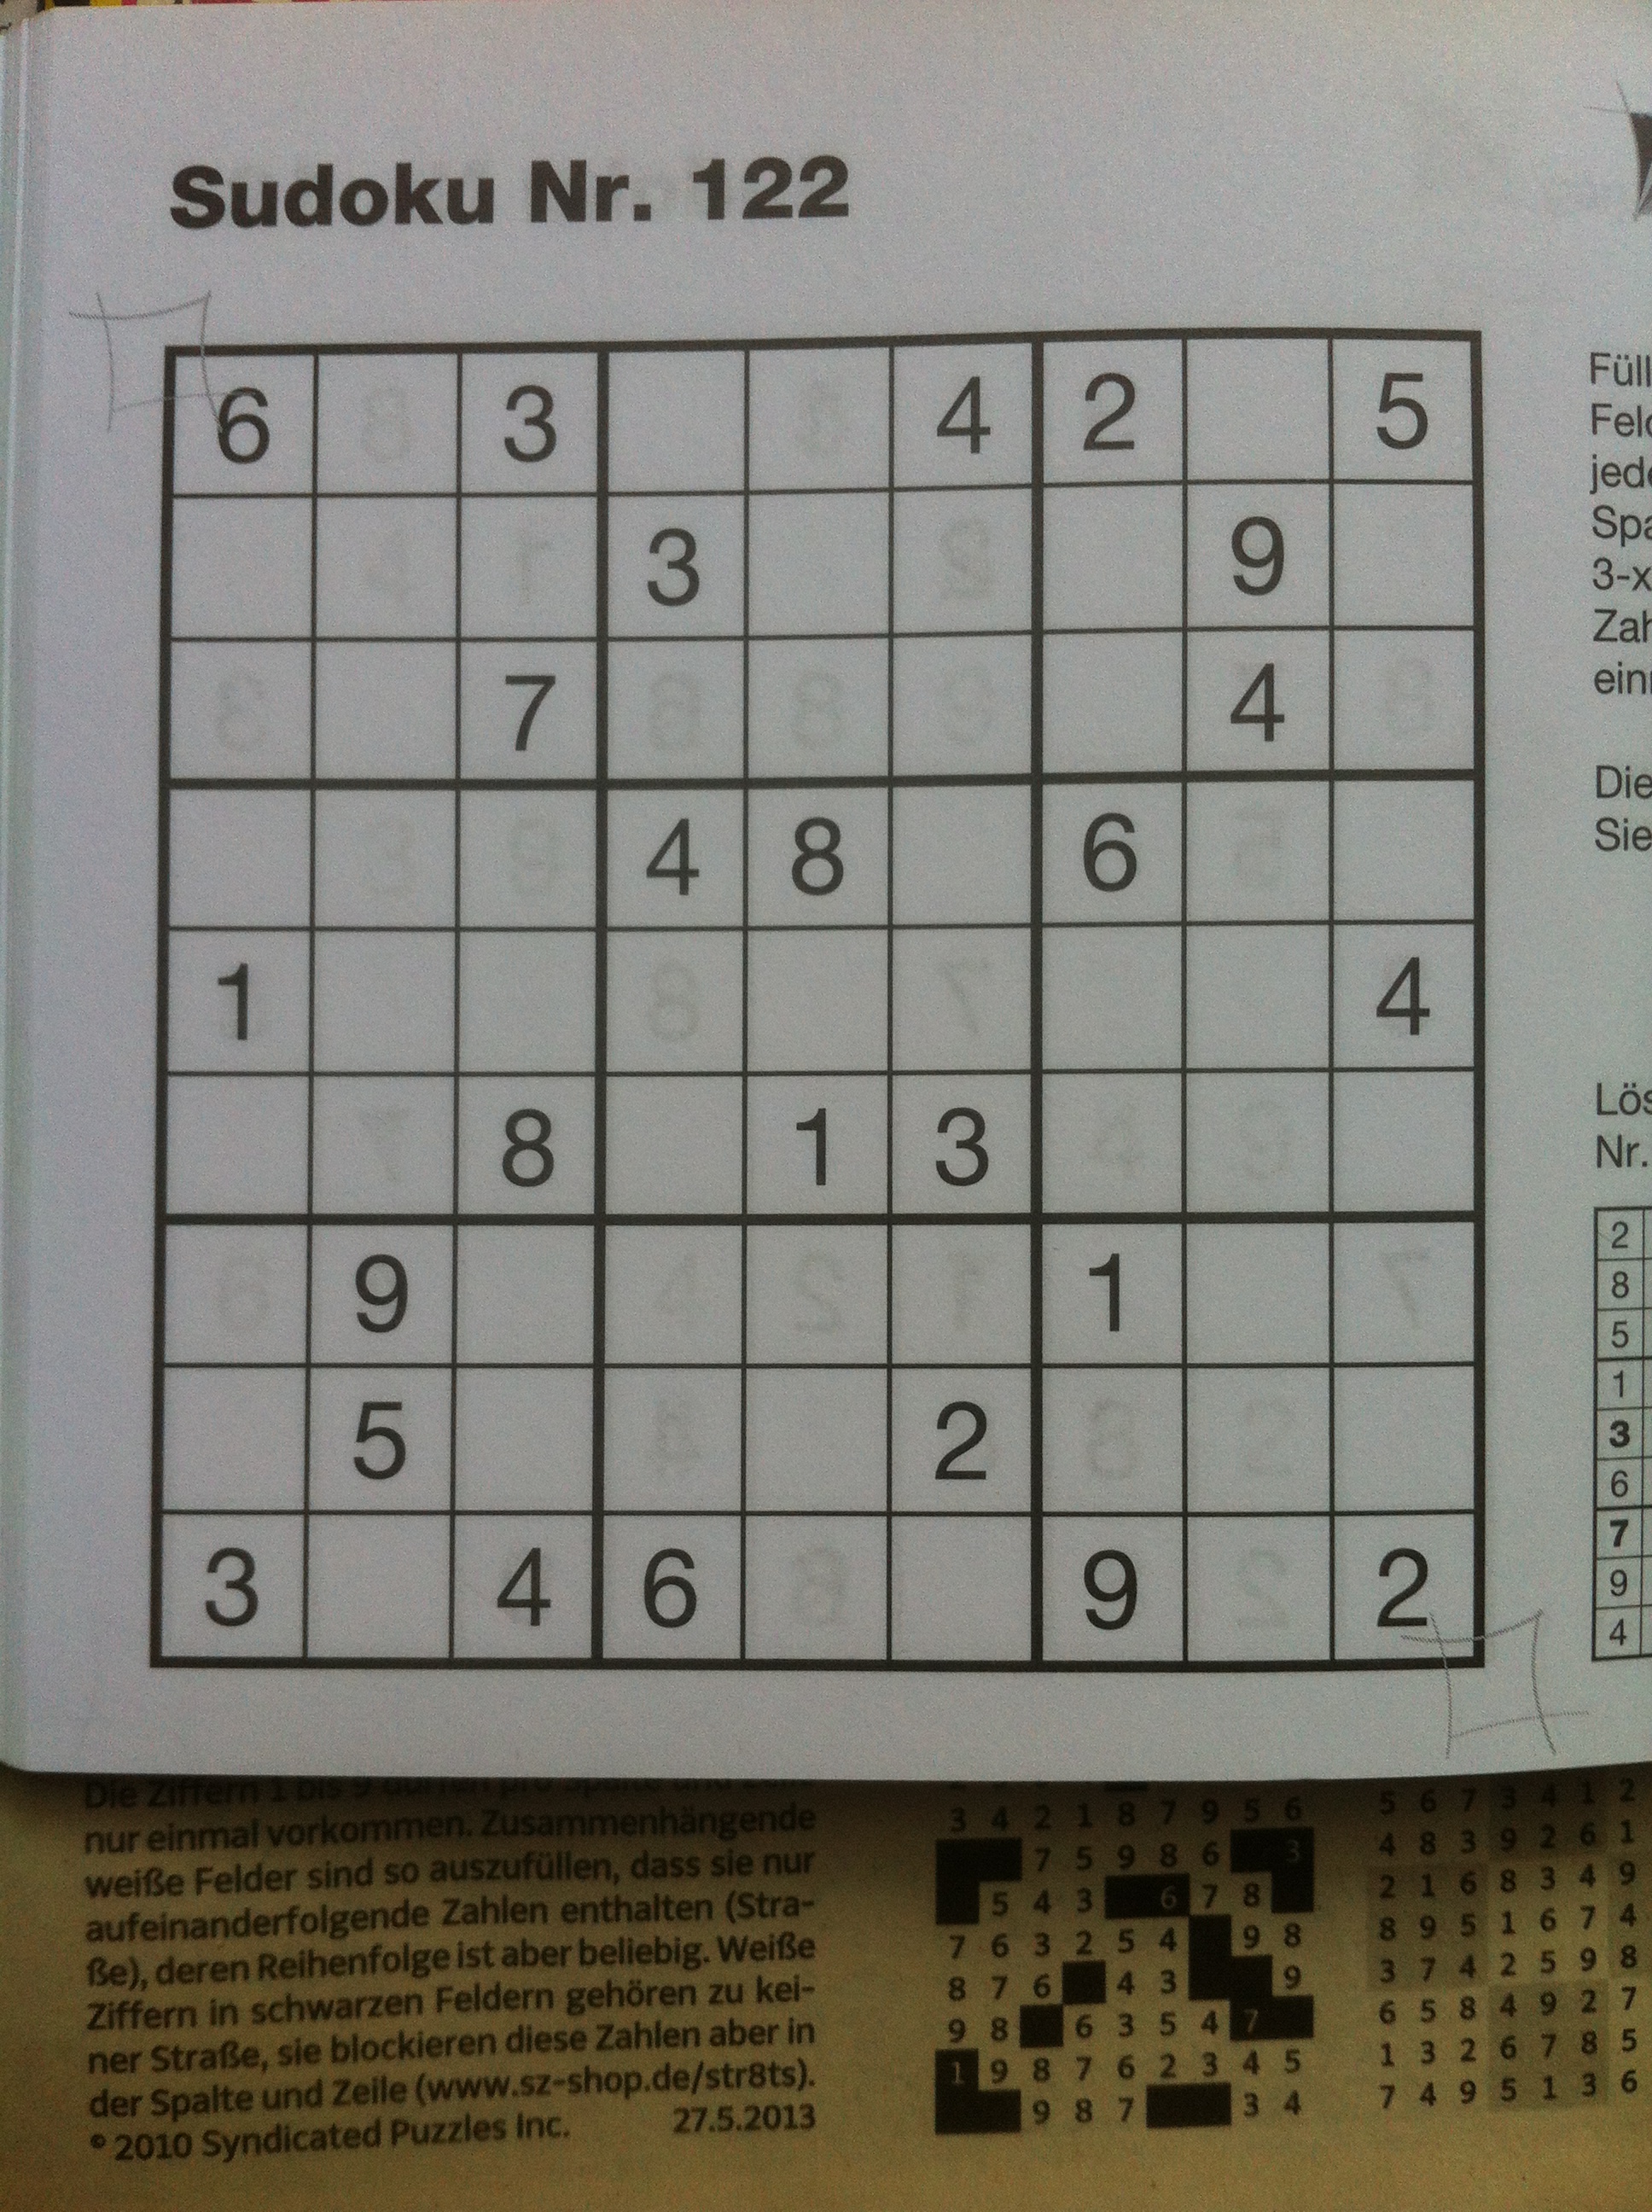 Sudoku Nr. 122
6 3 4 2 5
3 9
7 4
4 8 6
1 4
8 1 3
9 1
5 2
3 4 6 9 2
Füll
Feld
jede
Spa
3-x
Zah
ein
Die
Sie
Lös
Nr.
2
8
5
1
3
6
7
9
4
Die Ziffern 1 bis 9 dürfen pro Spalte und Zeile
nur einmal vorkommen. Zusammenhängende
weiße Felder sind so auszufüllen, dass sie nur
aufeinanderfolgende Zahlen enthalten (Stra-
ße), deren Reihenfolge ist aber beliebig. Weiße
Ziffern in schwarzen Feldern gehören zu kei-
ner Straße, sie blockieren diese Zahlen aber in
der Spalte und Zeile (www.sz-shop.de/str8ts).
© 2010 Syndicated Puzzles Inc. 27.5.2013
3 4 2 1 8 7 9 5 6
7 5 9 8 6 3
5 4 3 6 7 8
7 6 3 2 5 4 9 8
8 7 6 4 3 9
9 8 6 3 5 4 7
1 9 8 7 6 2 3 4 5
9 8 7 3 4
5 6 7 3 4 1 2
4 8 3 9 2 6 1
2 1 6 8 3 4 9
8 9 5 1 6 7 4
3 7 4 2 5 9 8
6 5 8 4 9 2 7
1 3 2 6 7 8 5
7 4 9 5 1 3 6